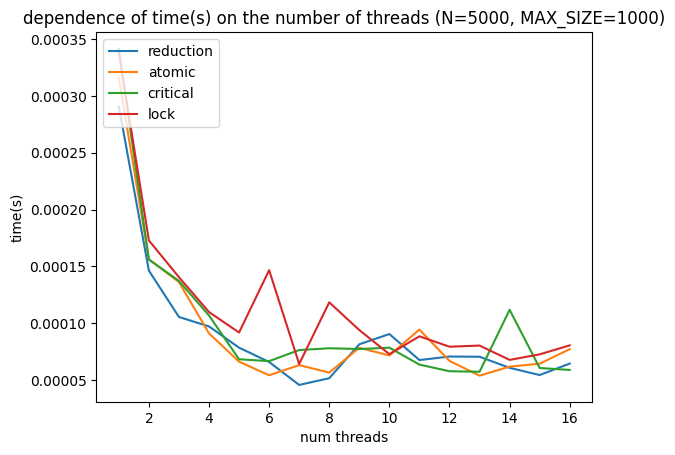 dependence of time(s) on the number of threads (N=5000, MAX_SIZE=1000)
0.00035
0.00030
0.00025
0.00020
0.00015
0.00010
0.00005
time(s)
reduction
atomic
critical
lock
2 4 6 8 10 12 14 16
num threads